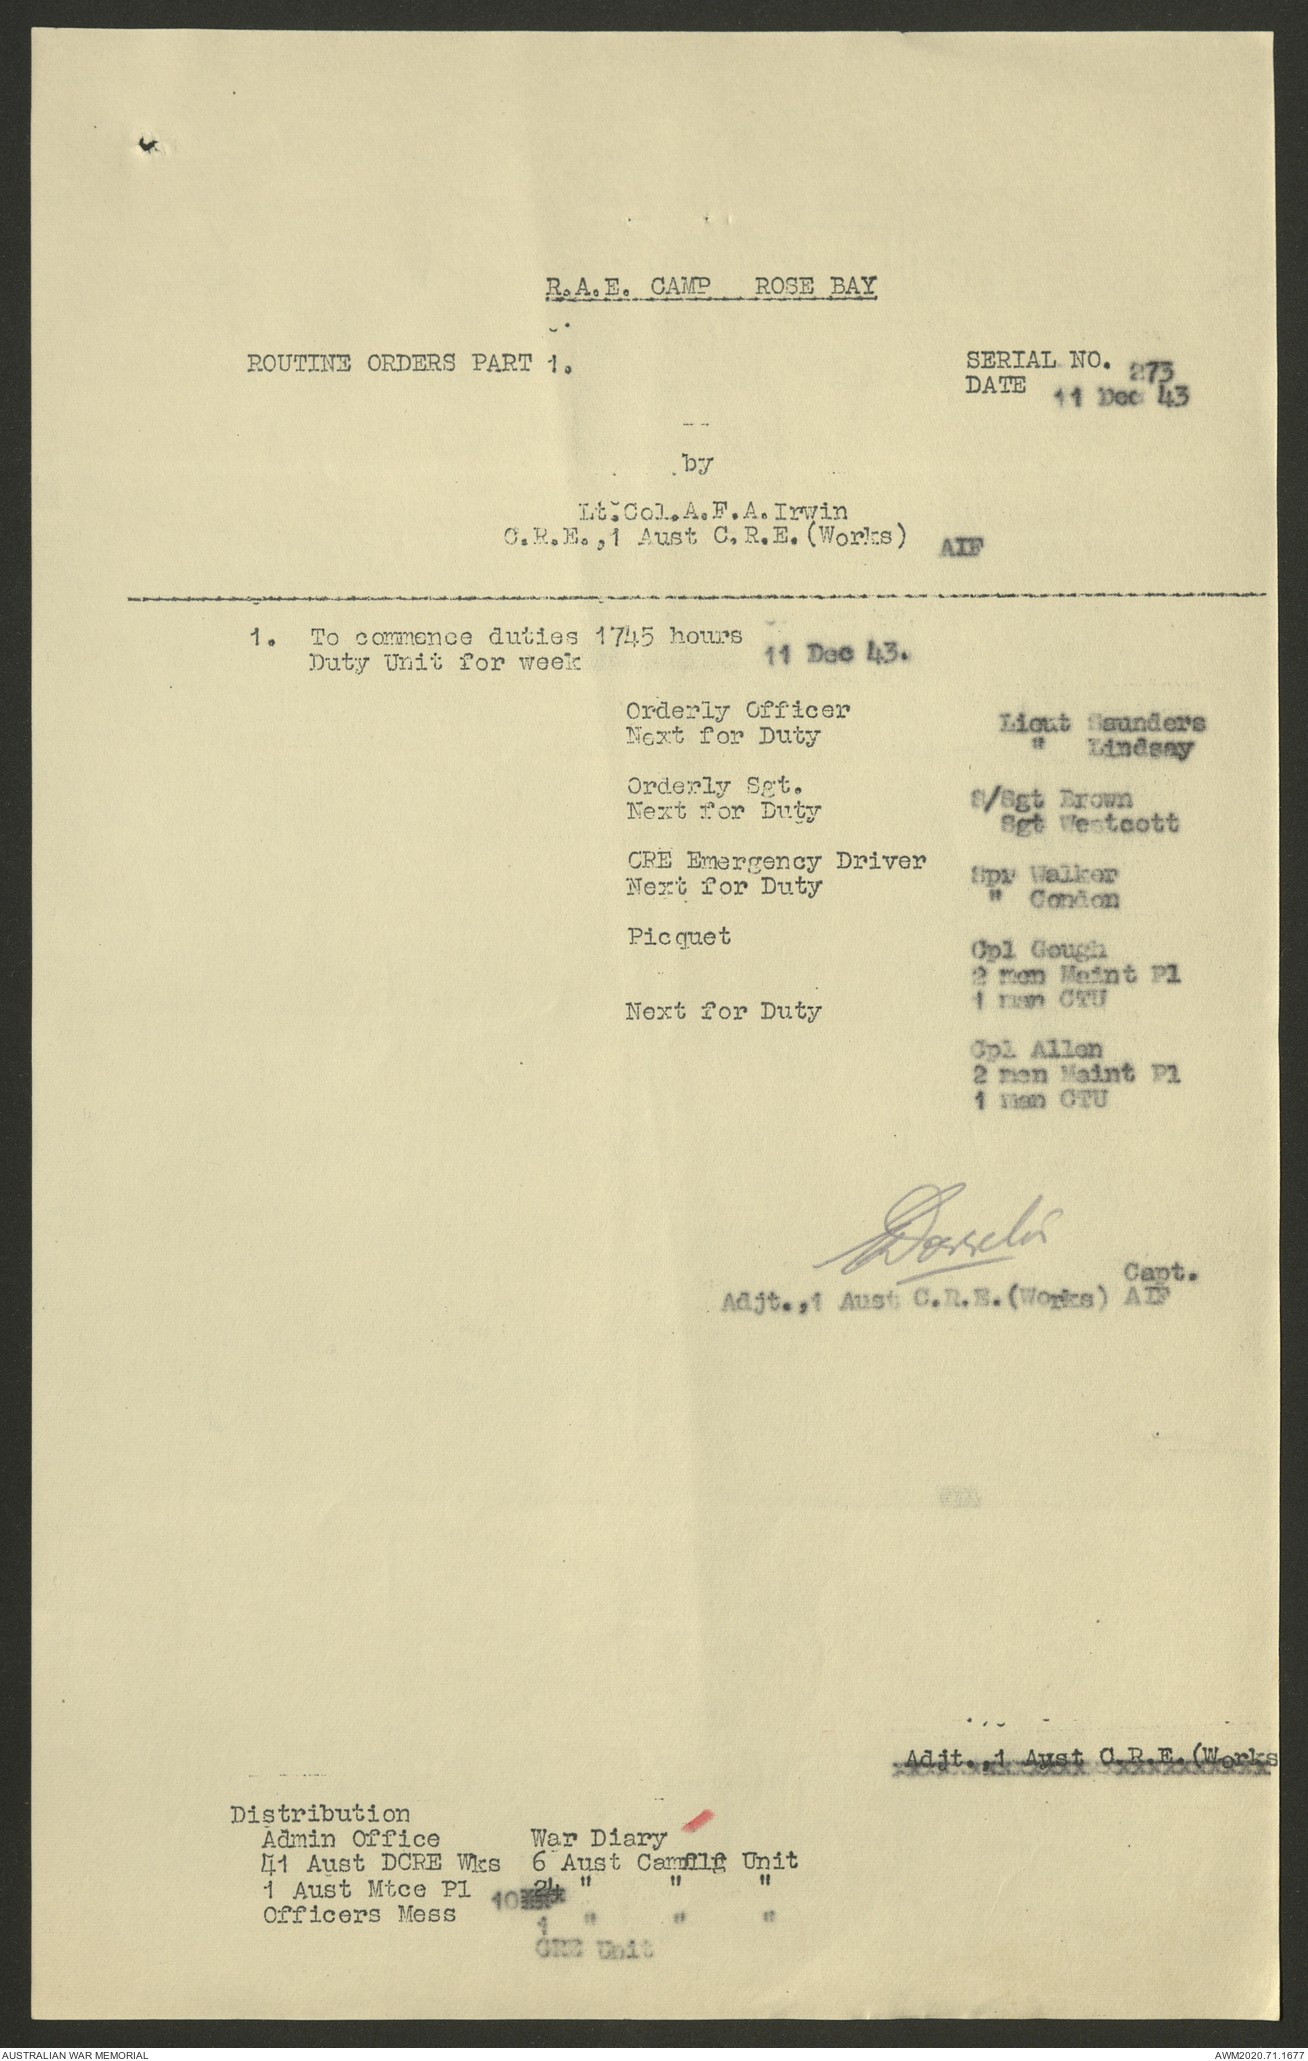 R.A.E. CAMP ROSE BAY
ROUTINE ORDERS PART 1.
SERIAL NO. 273
DATE 11 Dec 43
by
Lt.Col.A.F.A.Irwin
C.R.E.,1 Aust C.R.E.(Works) AIF
1. To commence duties 1745 hours
Duty Unit for week 11 Dec 43.
Orderly Officer Lieut Saunders
Next for Duty " Lindsay
Orderly Sgt. S/Sgt Brown
Next for Duty Sgt Westcott
CRE Emergency Driver Spr Walker
Next for Duty " Condon
Picquet Cpl Gough
2 men Maint Pl
1 man CTU
Next for Duty
Cpl Allen
2 men Maint Pl
1 man CTU
Capt.
Adjt.,1 Aust C.R.E.(Works) AIF
Adjt.,1 Aust C.R.E.(Works
Distribution
Admin Office War Diary
41 Aust DCRE Wks 6 Aust Camflg Unit
1 Aust Mtce Pl 10 24 " " "
Officers Mess
1 " " "
CRE Unit
AUSTRALIAN WAR MEMORIAL
AWM2020.71.1677